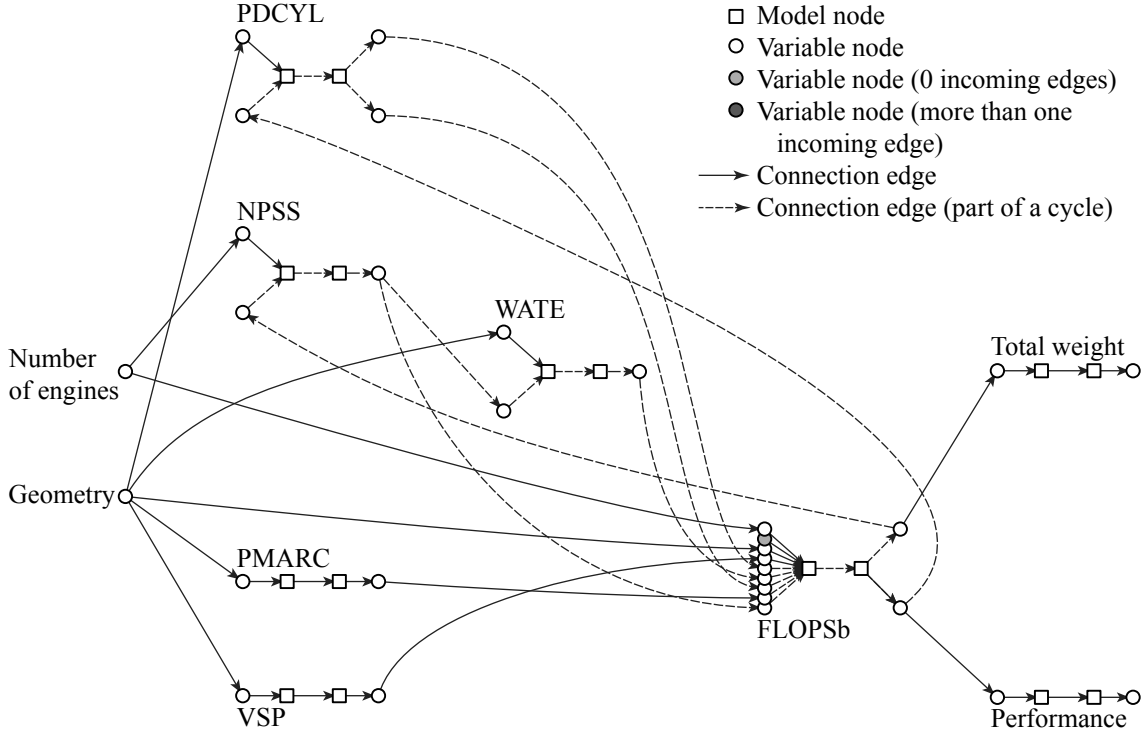 PDCYL
Model node
Variable node
Variable node (0 incoming edges)
Variable node (more than one
incoming edge)
Connection edge
Connection edge (part of a cycle)
NPSS
WATE
Number
of engines
Total weight
Geometry
PMARC
FLOPSb
VSP
Performance